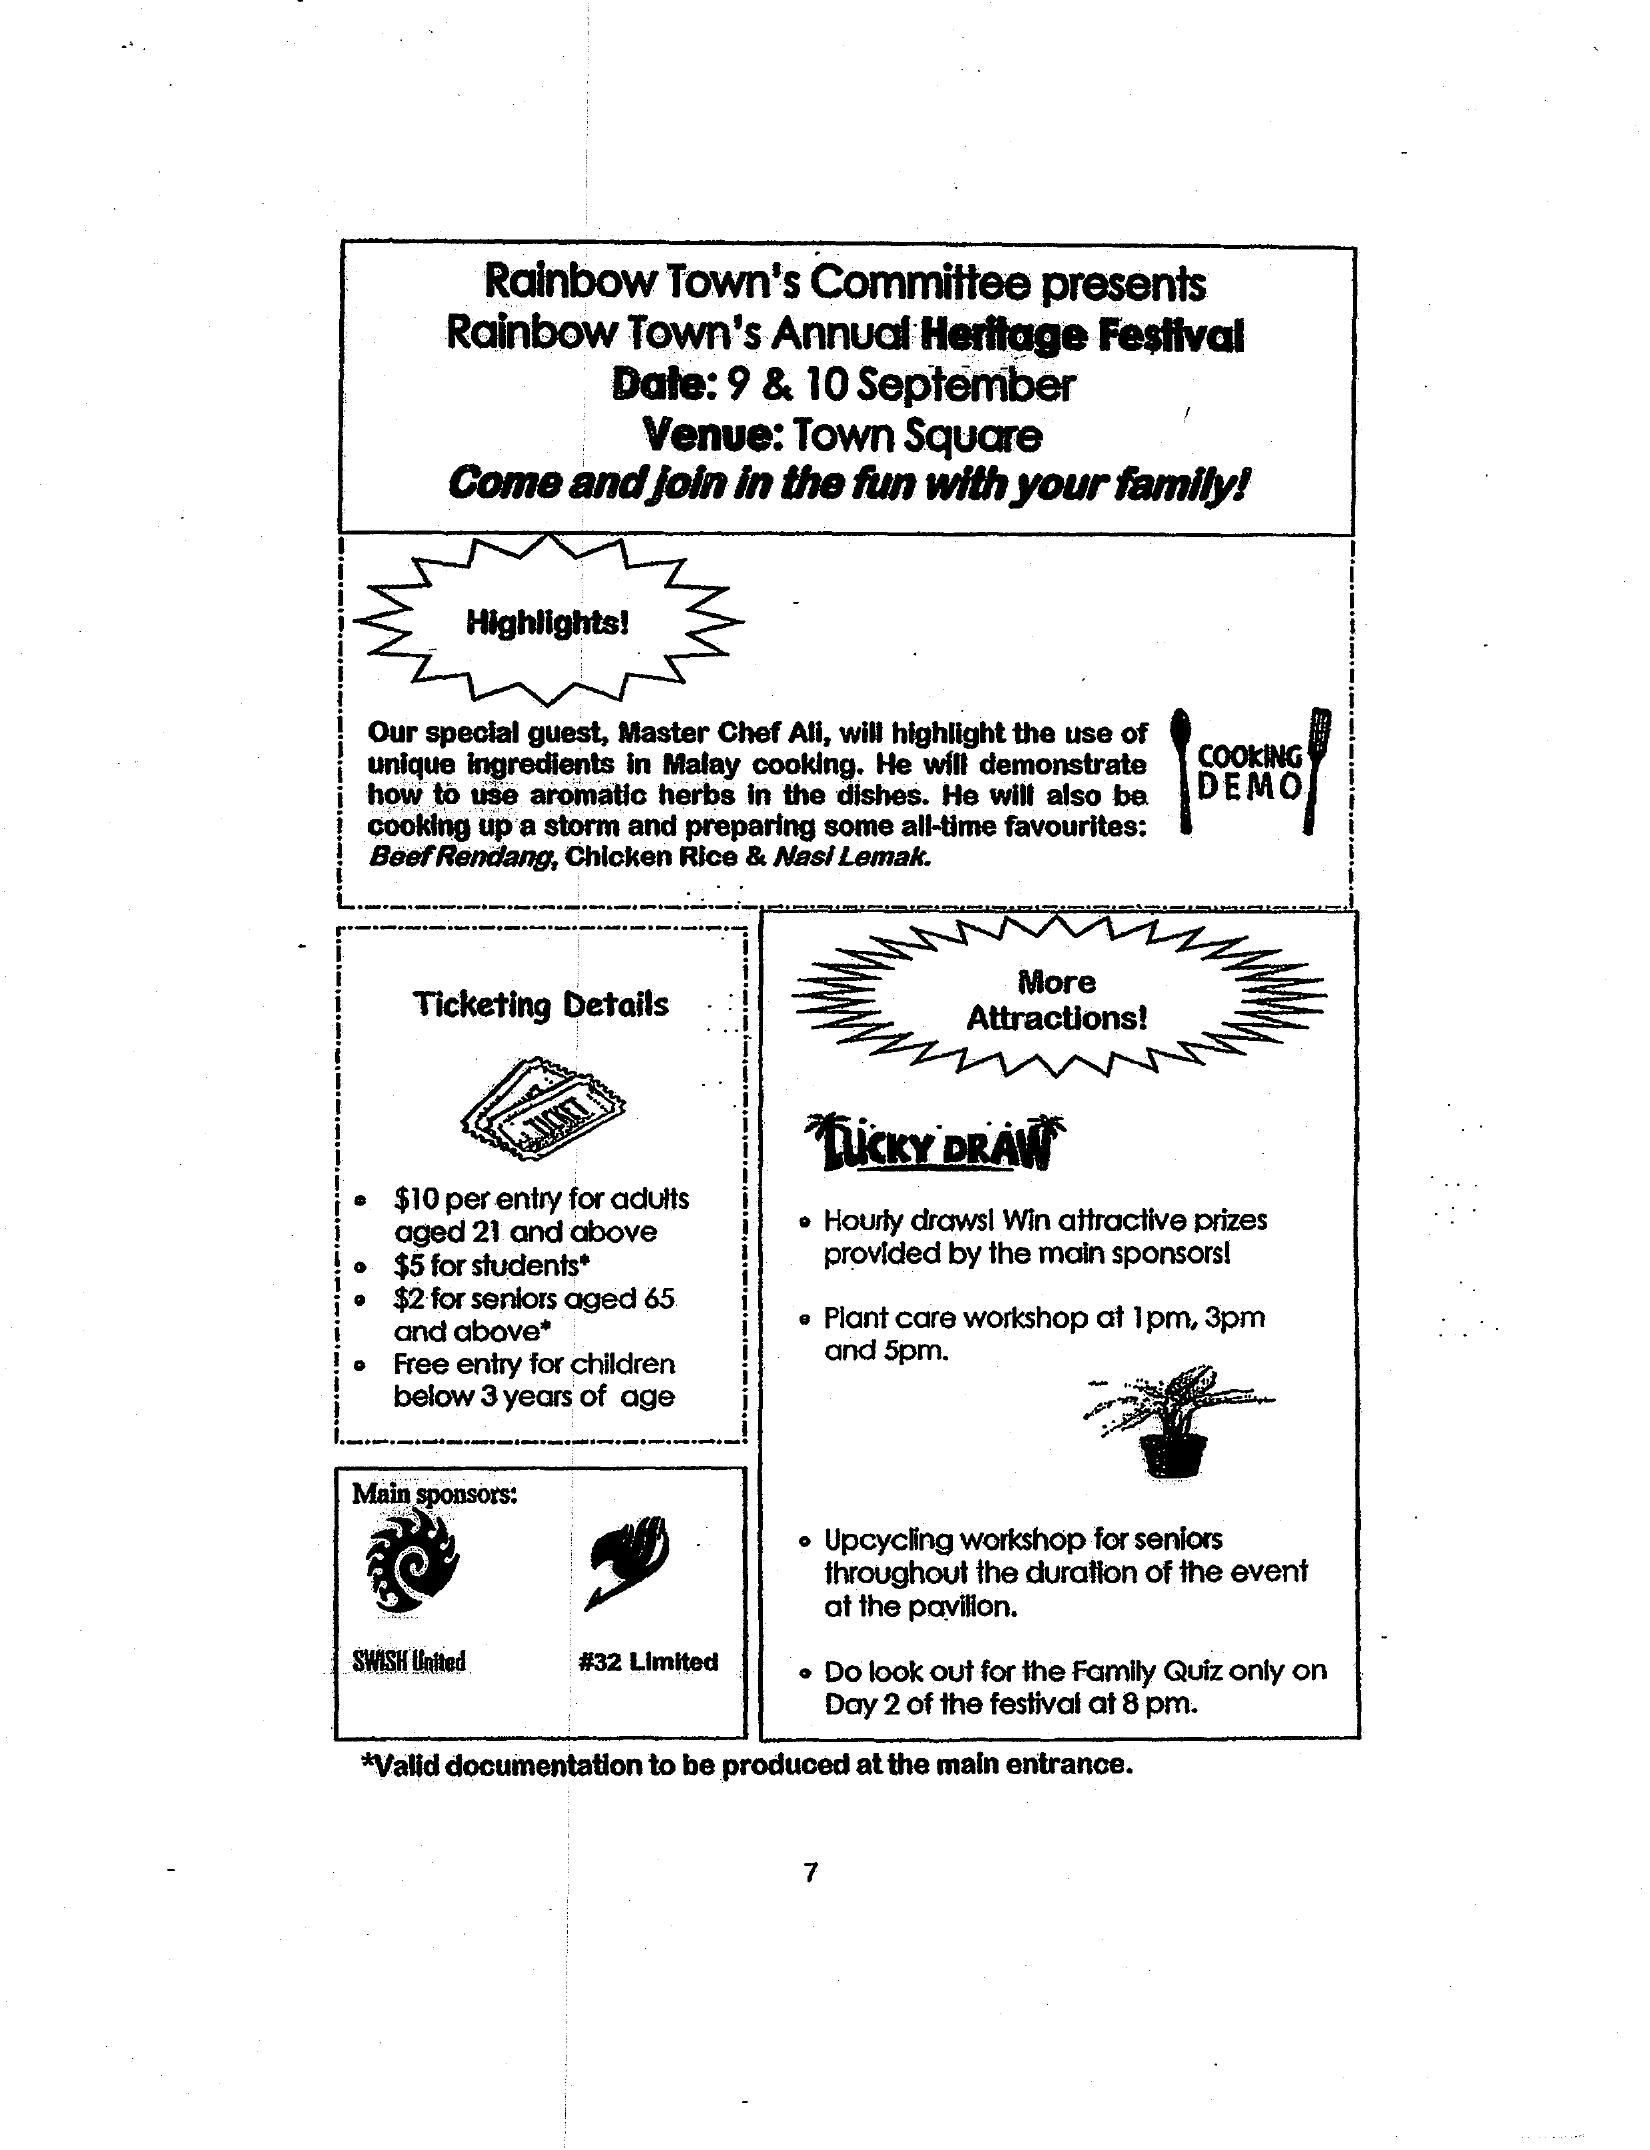 Rainbow Town's Committee presents
Rainbow Town's Annual Heritage Festival
Date: 9 & 10 September
Venue: Town Square
Come and join in the fun with your family!
Highlights!
Our special guest, Master Chef Ali, will highlight the use of
unique ingredients in Malay cooking. He will demonstrate
how to use aromatic herbs in the dishes. He will also be
cooking up a storm and preparing some all-time favourites:
Beef Rendang, Chicken Rice & Nasi Lemak.
COOKING
DEMO
Ticketing Details
TICKET
• $10 per entry for adults
aged 21 and above
• $5 for students*
• $2 for seniors aged 65
and above*
• Free entry for children
below 3 years of age
Main sponsors:
SWISH United
#32 Limited
More
Attractions!
LUCKY DRAW
• Hourly draws! Win attractive prizes
provided by the main sponsors!
• Plant care workshop at 1pm, 3pm
and 5pm.
• Upcycling workshop for seniors
throughout the duration of the event
at the pavilion.
• Do look out for the Family Quiz only on
Day 2 of the festival at 8 pm.
*Valid documentation to be produced at the main entrance.
7